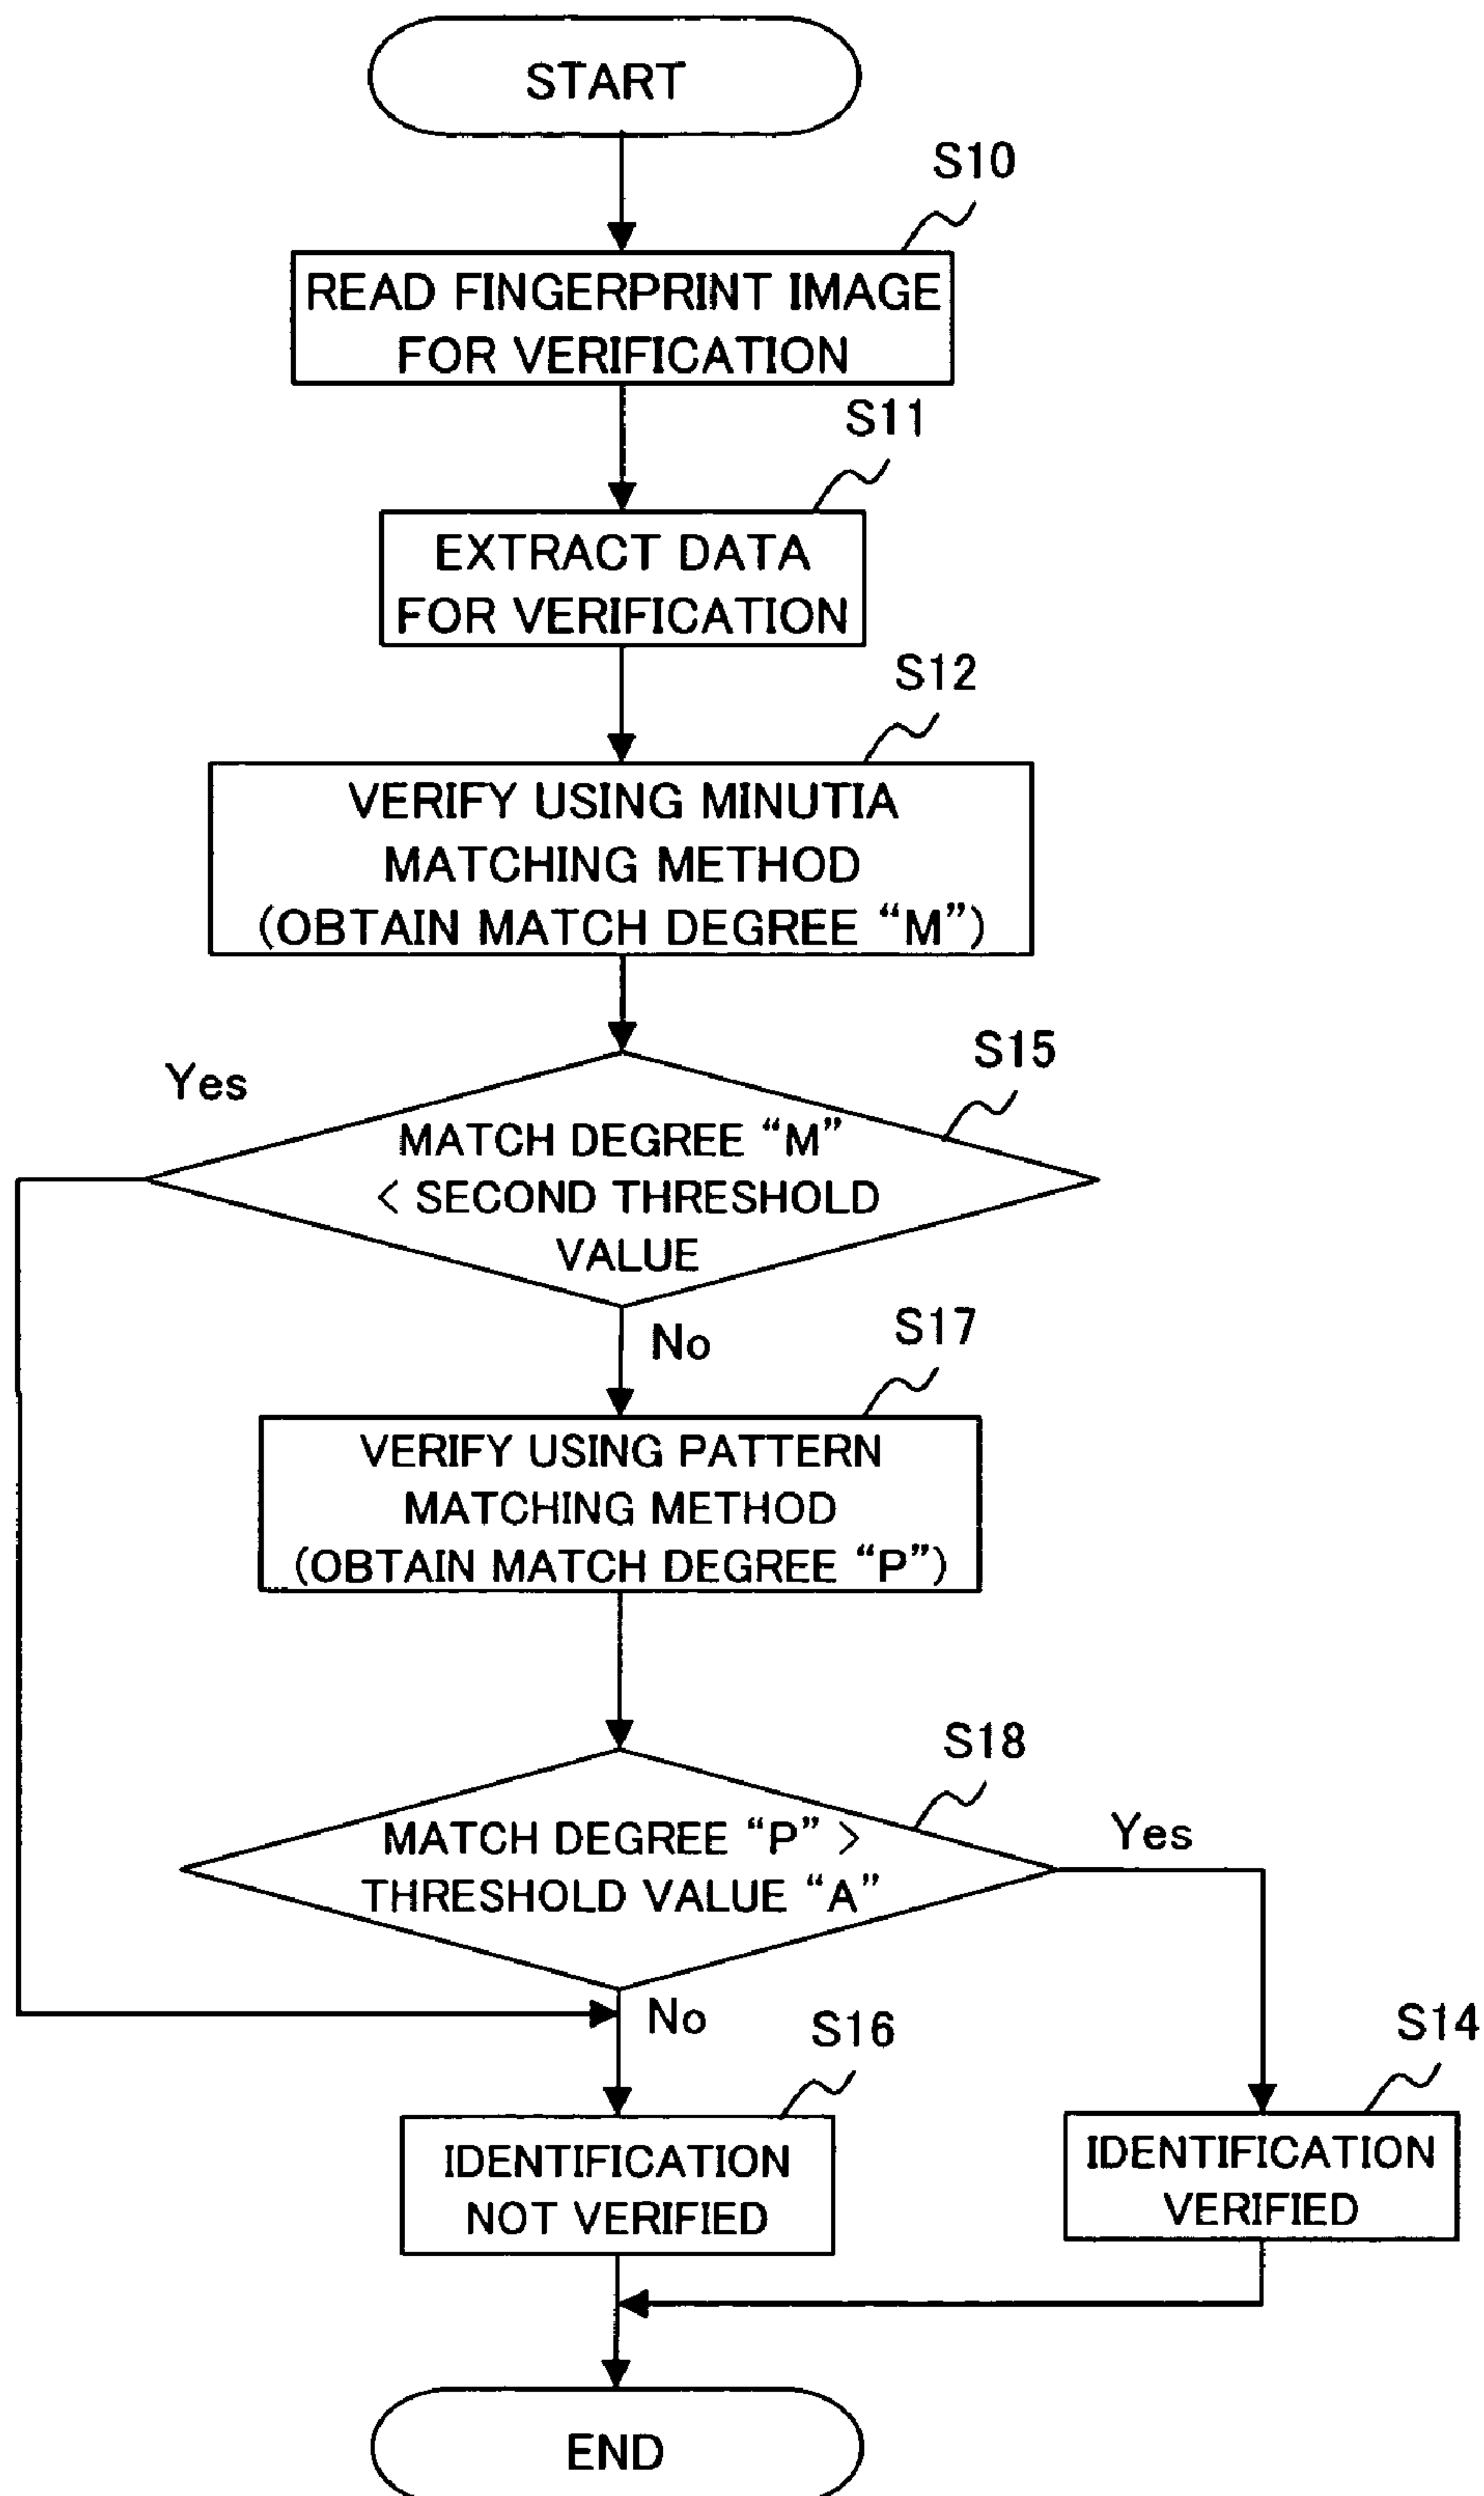 START
S10
READ FINGERPRINT IMAGE
FOR VERIFICATION
S11
EXTRACT DATA
FOR VERIFICATION
S12
VERIFY USING MINUTIA
MATCHING METHOD
(OBTAIN MATCH DEGREE “M”)
S15
Yes
MATCH DEGREE “M”
< SECOND THRESHOLD
VALUE
No
S17
VERIFY USING PATTERN
MATCHING METHOD
(OBTAIN MATCH DEGREE “P”)
S18
MATCH DEGREE “P” >
THRESHOLD VALUE “A”
Yes
No
S16
S14
IDENTIFICATION
NOT VERIFIED
IDENTIFICATION
VERIFIED
END